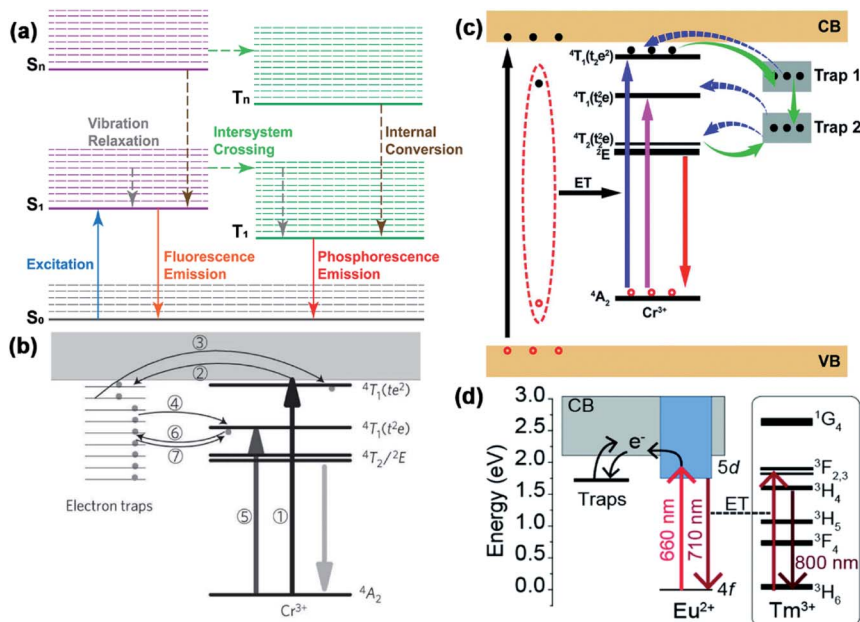 (a)
Sn
Tn
Vibration
Relaxation
Intersystem
Crossing
Internal
Conversion
S1
T1
Excitation
Fluorescence
Emission
Phosphorescence
Emission
S0
(b)
③
②
④
⑥
⑦
⑤
①
⁴T₁(te²)
⁴T₁(t²e)
⁴T₂/²E
Electron traps
⁴A₂
Cr³⁺
(c)
CB
⁴T₁(t₂e²)
Trap 1
⁴T₁(t₂²e)
Trap 2
⁴T₂(t₂²e)
²E
ET
⁴A₂
Cr³⁺
VB
(d)
Energy (eV)
3.0
2.5
2.0
1.5
1.0
0.5
0.0
CB
e⁻
Traps
5d
660 nm
710 nm
4f
Eu²⁺
ET
¹G₄
³F₂,₃
³H₄
³H₅
³F₄
800 nm
³H₆
Tm³⁺